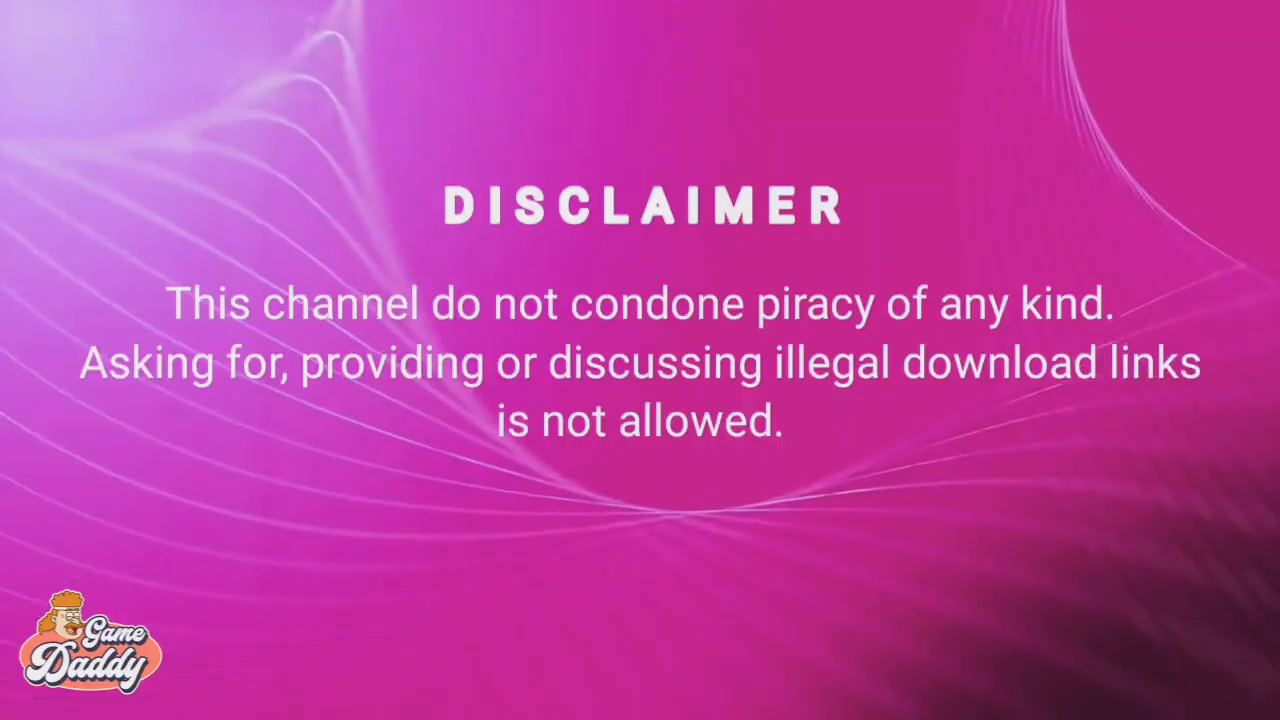 DISCLAIMER
This channel do not condone piracy of any kind.
Asking for, providing or discussing illegal download links
is not allowed.
Game
Daddy